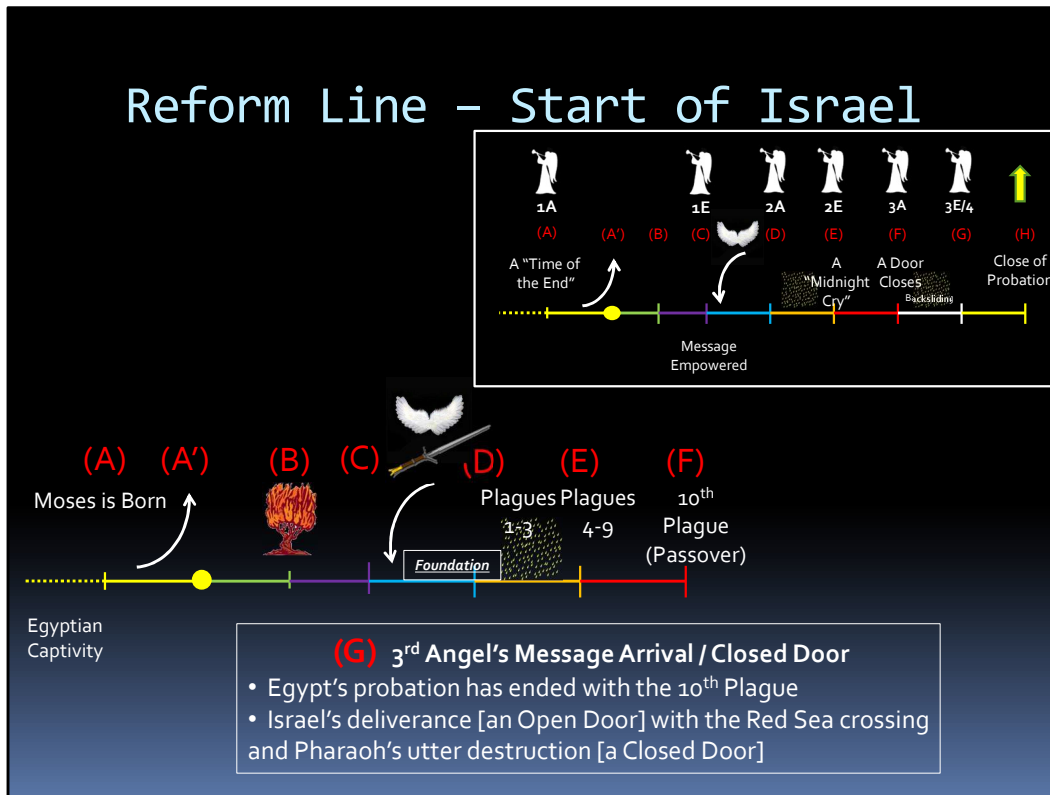 Reform Line – Start of Israel
1A 1E 2A 2E 3A 3E/4
(A) (A') (B) (C) (D) (E) (F) (G) (H)
A “Time of
the End”
A
“Midnight
Cry”
A Door
Closes
Backsliding
Close of
Probation
Message
Empowered
(A) (A') (B) (C) (D) (E) (F)
Moses is Born
Plagues
1-3
Plagues
4-9
10th
Plague
(Passover)
Foundation
Egyptian
Captivity
(G) 3rd Angel’s Message Arrival / Closed Door
• Egypt’s probation has ended with the 10th Plague
• Israel’s deliverance [an Open Door] with the Red Sea crossing
and Pharaoh’s utter destruction [a Closed Door]